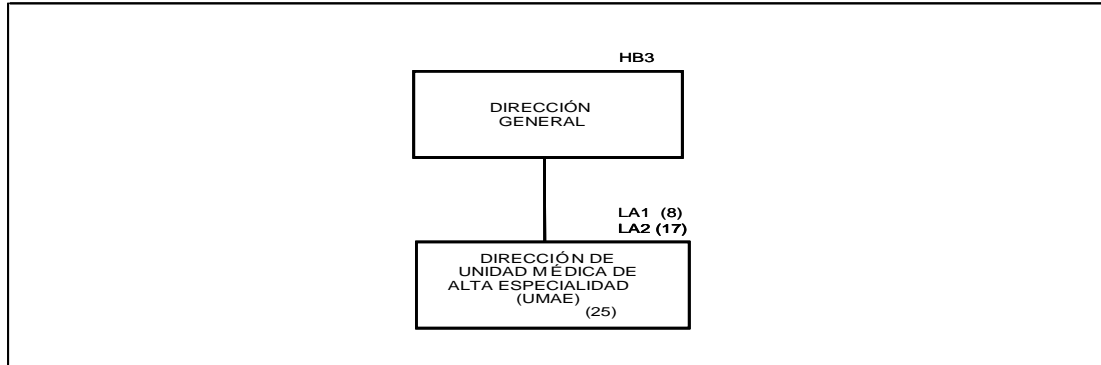 HB3
DIRECCIÓN
GENERAL
LA1 (8)
LA2 (17)
DIRECCIÓN DE
UNIDAD MÉDICA DE
ALTA ESPECIALIDAD
(UMAE)
(25)